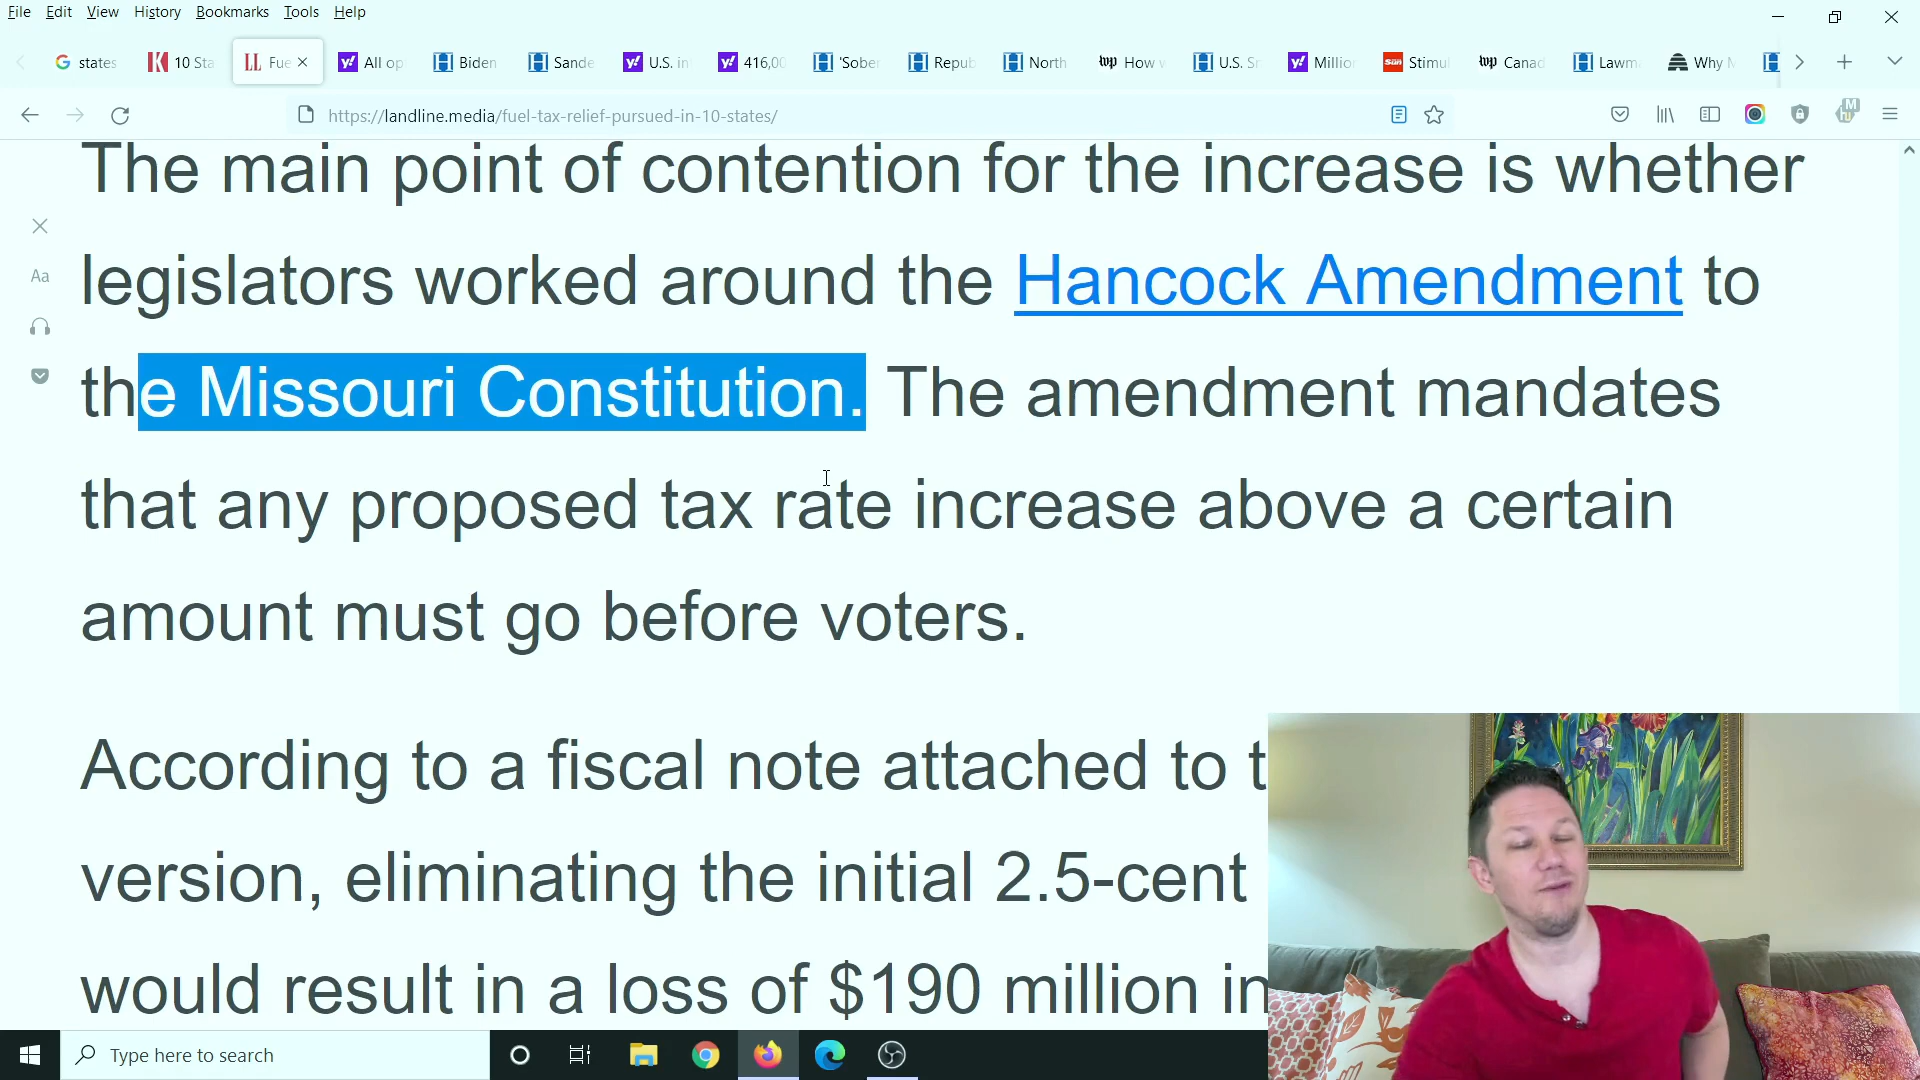 File Edit View History Bookmarks Tools Help
states 10 Sta Fue All op Biden Sande U.S. in 416,00 'Sober Repub North How U.S. Sr Millio Stimul Canad Lawm Why
https://landline.media/fuel-tax-relief-pursued-in-10-states/
The main point of contention for the increase is whether
legislators worked around the Hancock Amendment to
the Missouri Constitution. The amendment mandates
that any proposed tax rate increase above a certain
amount must go before voters.
According to a fiscal note attached to t
version, eliminating the initial 2.5-cent
would result in a loss of $190 million in
Aa
Type here to search